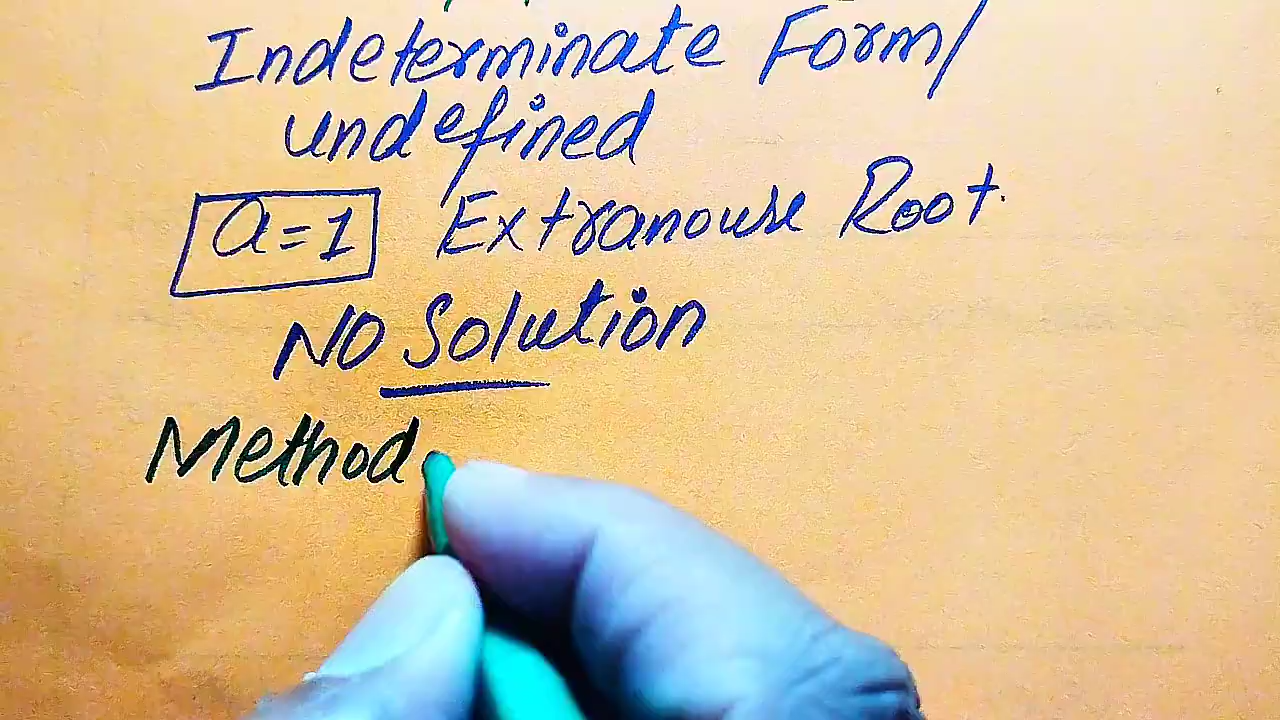 Indeterminate Form/
undefined
a=1 Extranouse Root.
NO Solution
Method